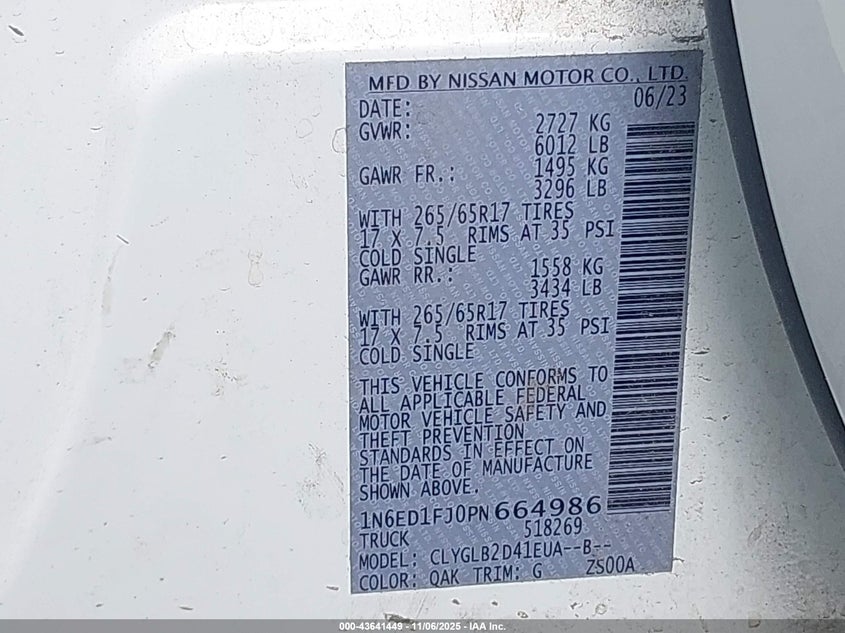 MFD BY NISSAN MOTOR CO., LTD.
DATE: 06/23
GVWR: 2727 KG
6012 LB
GAWR FR.: 1495 KG
3296 LB
WITH 265/65R17 TIRES
17 X 7.5 RIMS AT 35 PSI
COLD SINGLE
GAWR RR.: 1558 KG
3434 LB
WITH 265/65R17 TIRES
17 X 7.5 RIMS AT 35 PSI
COLD SINGLE
THIS VEHICLE CONFORMS TO
ALL APPLICABLE FEDERAL
MOTOR VEHICLE SAFETY AND
THEFT PREVENTION
STANDARDS IN EFFECT ON
THE DATE OF MANUFACTURE
SHOWN ABOVE.
1N6ED1FJ0PN664986
TRUCK 518269
MODEL: CLYGLB2D41EUA--B--
COLOR: QAK TRIM: G ZS00A
000-43641449 - 11/06/2025 - IAA Inc.